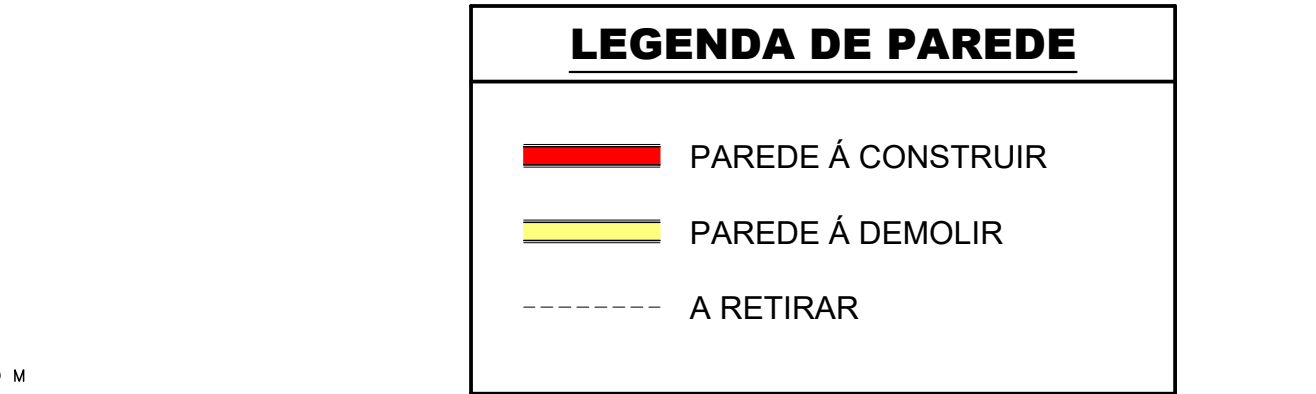 LEGENDA DE PAREDE
PAREDE Á CONSTRUIR
PAREDE Á DEMOLIR
A RETIRAR
M